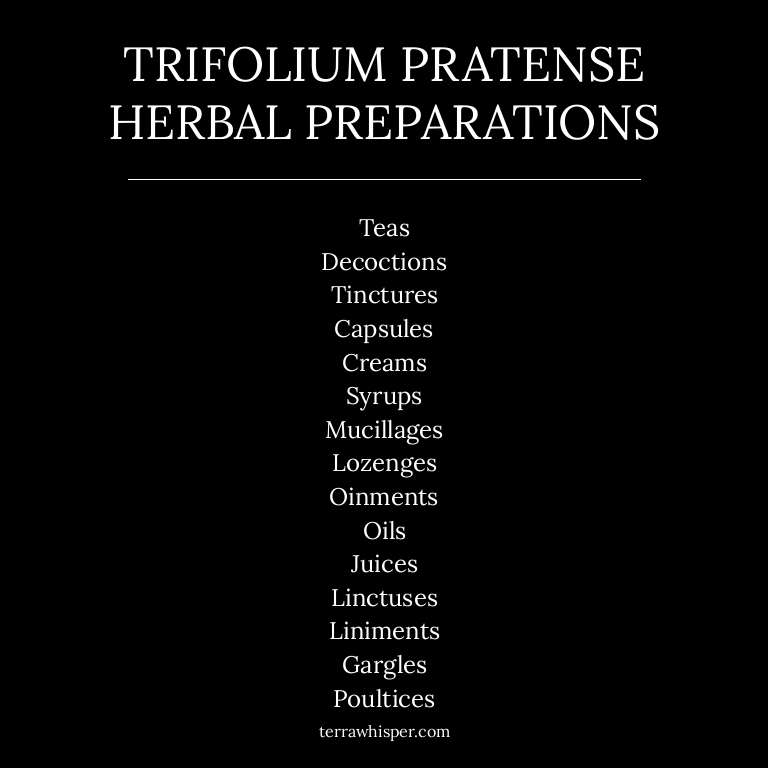 TRIFOLIUM PRATENSE
HERBAL PREPARATIONS
Teas
Decoctions
Tinctures
Capsules
Creams
Syrups
Mucillages
Lozenges
Oinments
Oils
Juices
Linctuses
Liniments
Gargles
Poultices
terrawhisper.com